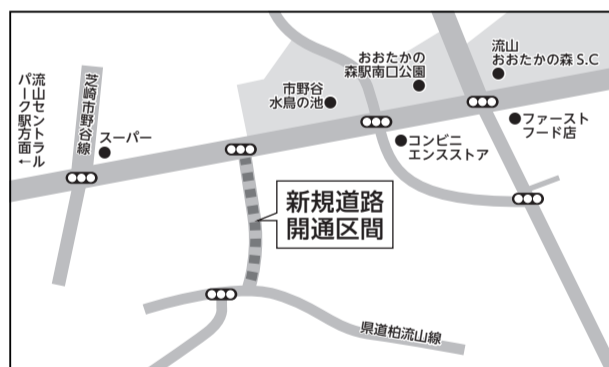 流山セントラル
パーク駅方面←
芝崎市野谷線
スーパー
市野谷
水鳥の池
おおたかの
森駅南口公園
流山
おおたかの森S.C
ファースト
フード店
コンビニ
エンスストア
新規道路
開通区間
県道柏流山線